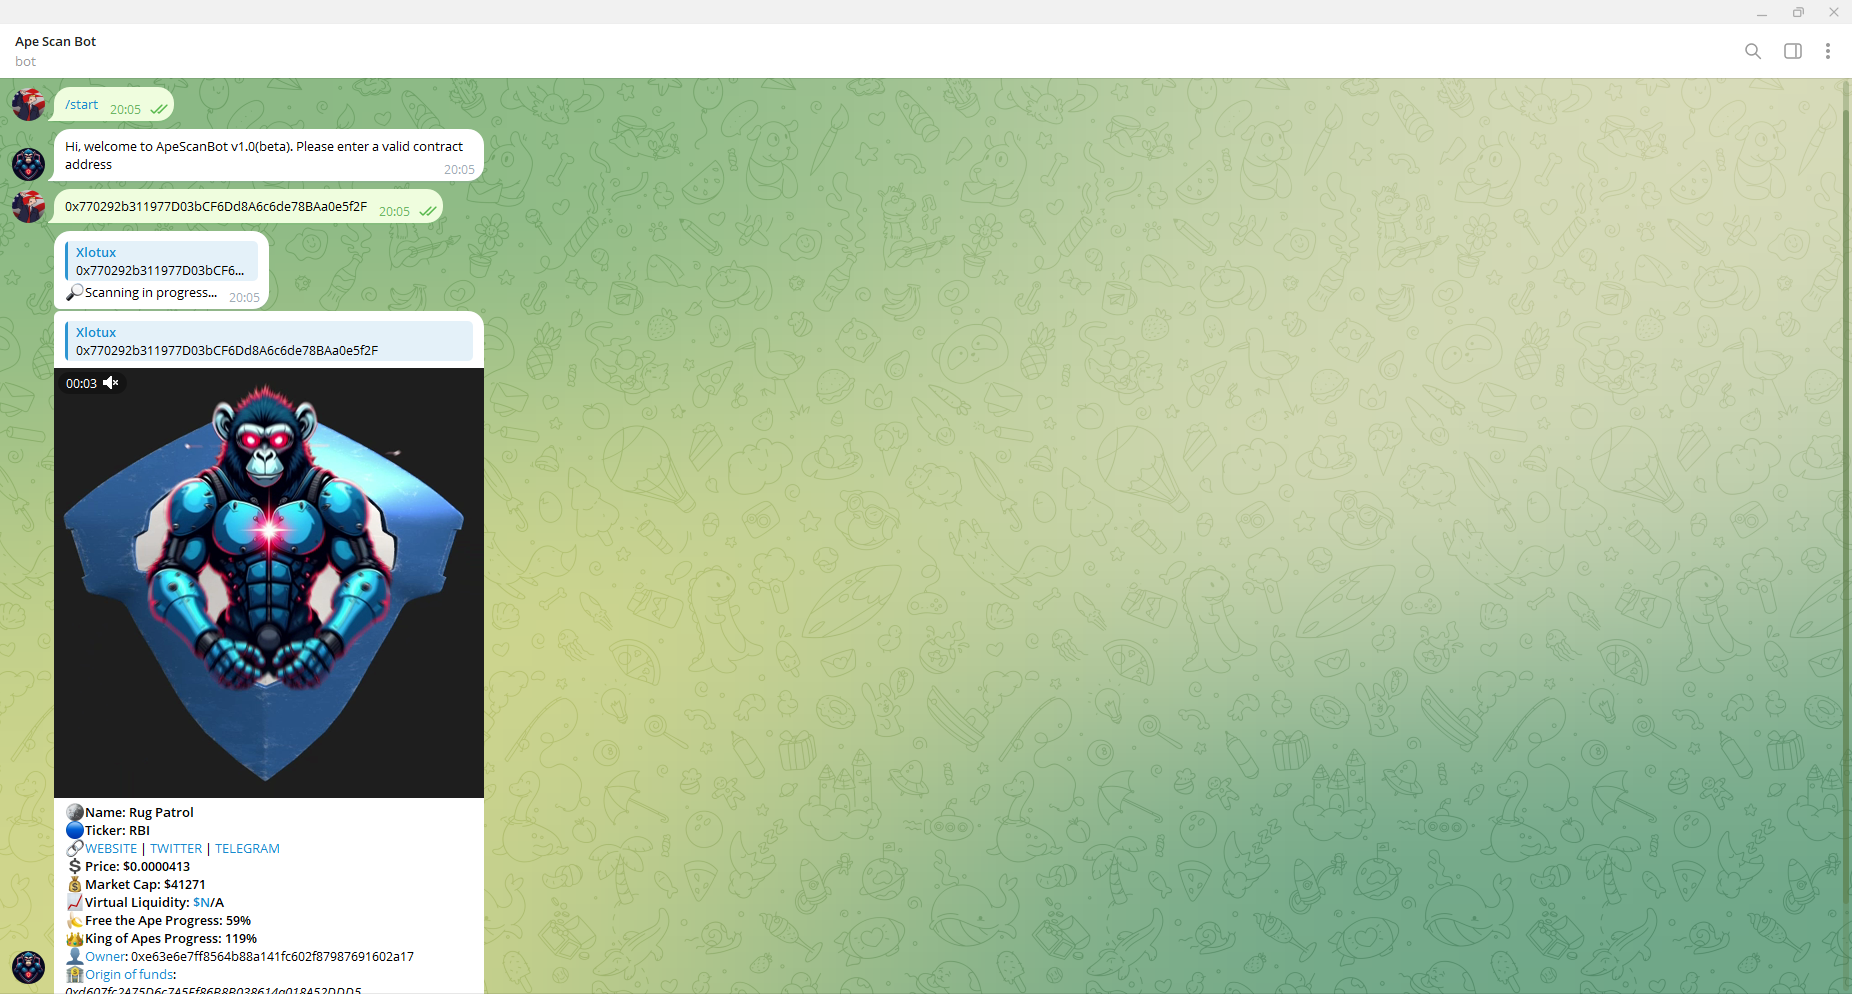 Ape Scan Bot
bot
/start 20:05
Hi, welcome to ApeScanBot v1.0(beta). Please enter a valid contract
address
20:05
0x770292b311977D03bCF6Dd8A6c6de78BAa0e5f2F 20:05
Xlotux
0x770292b311977D03bCF6...
Scanning in progress... 20:05
Xlotux
0x770292b311977D03bCF6Dd8A6c6de78BAa0e5f2F
00:03
Name: Rug Patrol
Ticker: RBI
WEBSITE | TWITTER | TELEGRAM
Price: $0.0000413
Market Cap: $41271
Virtual Liquidity: $N/A
Free the Ape Progress: 59%
King of Apes Progress: 119%
Owner: 0xe63e6e7ff8564b88a141fc602f87987691602a17
Origin of funds: